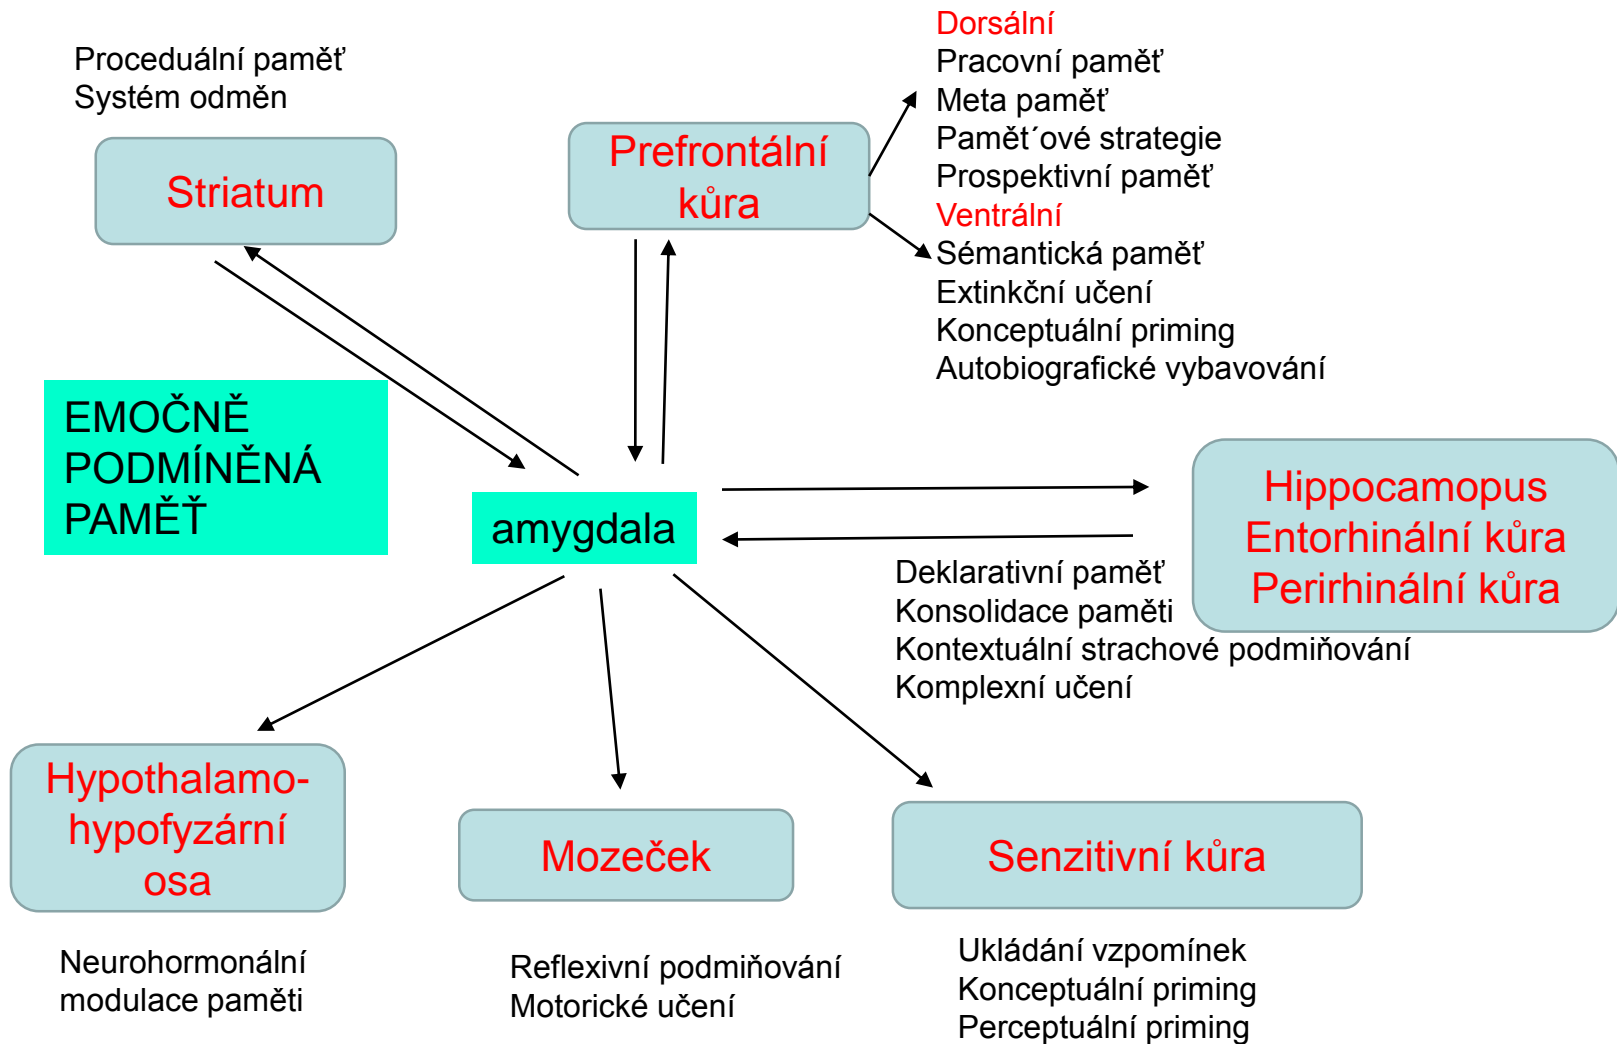 Proceduální paměť
Systém odměn
Striatum
Prefrontální
kůra
Dorsální
Pracovní paměť
Meta paměť
Pamět´ové strategie
Prospektivní paměť
Ventrální
Sémantická paměť
Extinkční učení
Konceptuální priming
Autobiografické vybavování
EMOČNĚ
PODMÍNĚNÁ
PAMĚŤ
amygdala
Hippocamopus
Entorhinální kůra
Perirhinální kůra
Deklarativní paměť
Konsolidace paměti
Kontextuální strachové podmiňování
Komplexní učení
Hypothalamo-
hypofyzární
osa
Neurohormonální
modulace paměti
Mozeček
Reflexivní podmiňování
Motorické učení
Senzitivní kůra
Ukládání vzpomínek
Konceptuální priming
Perceptuální priming